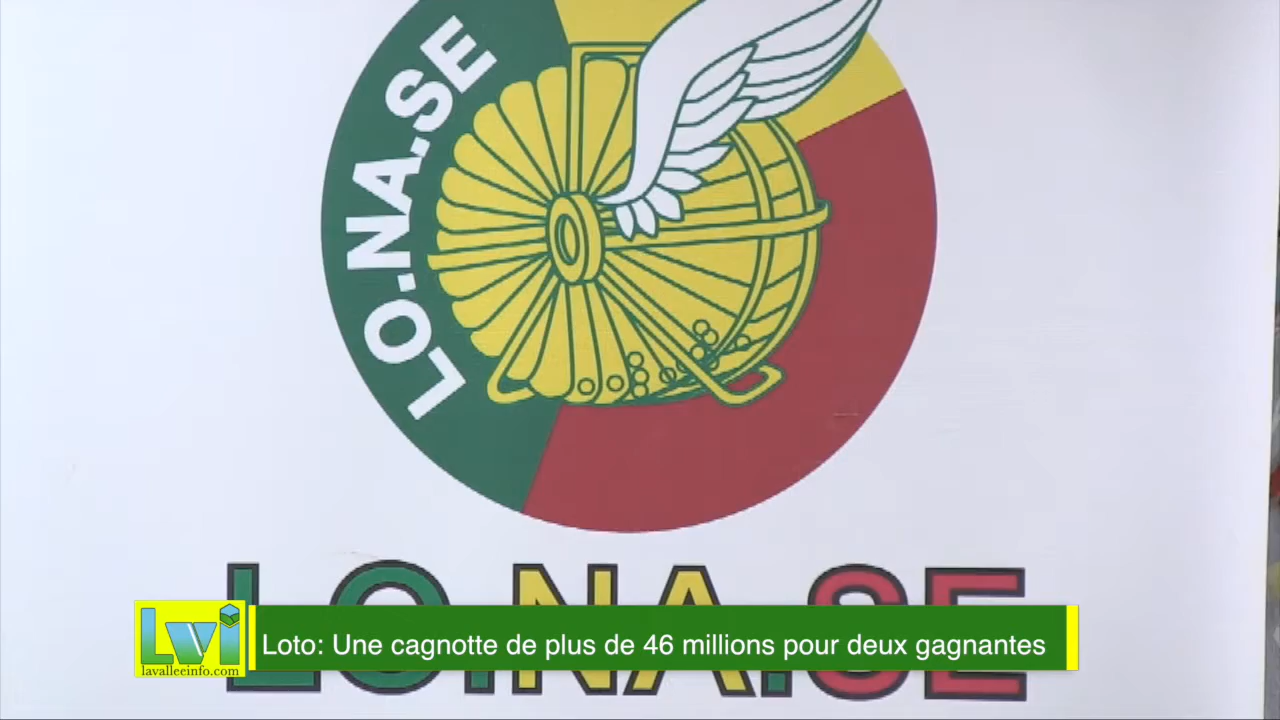 LO.NA.SE
LO.NA.SE
Lvi
lavalleeinfo.com
Loto: Une cagnotte de plus de 46 millions pour deux gagnantes